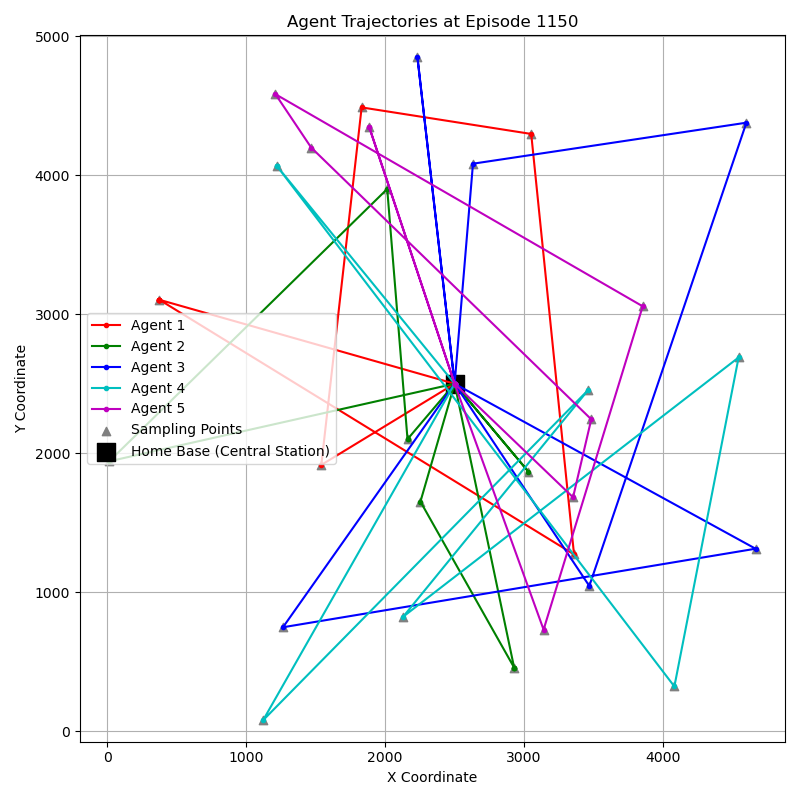 Agent Trajectories at Episode 1150
5000
4000
3000
2000
1000
0
Y Coordinate
Agent 1
Agent 2
Agent 3
Agent 4
Agent 5
Sampling Points
Home Base (Central Station)
0 1000 2000 3000 4000
X Coordinate